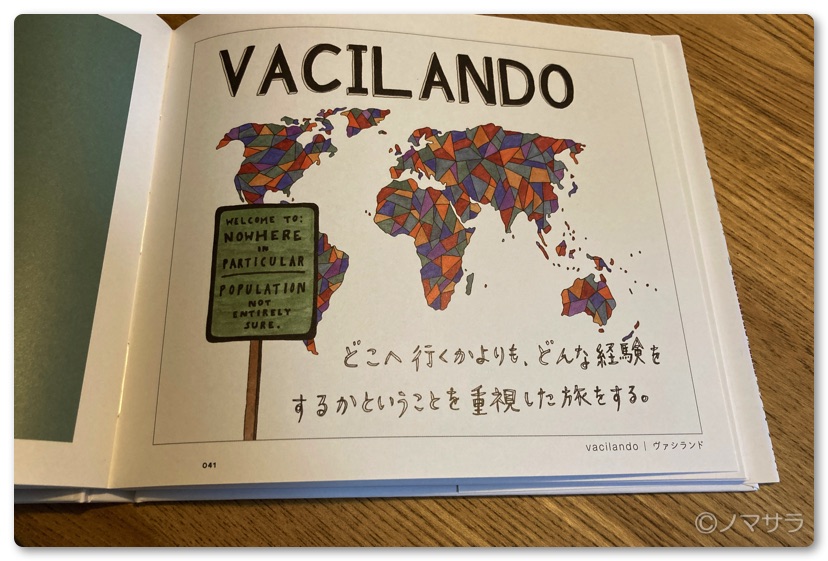 VACILANDO
WELCOME TO:
NOWHERE
IN
PARTICULAR
POPULATION
NOT
ENTIRELY
SURE.
どこへ行くかよりも、どんな経験を
するかということを重視した旅をする。
vacilando | ヴァシランド
041
©ノマサラ